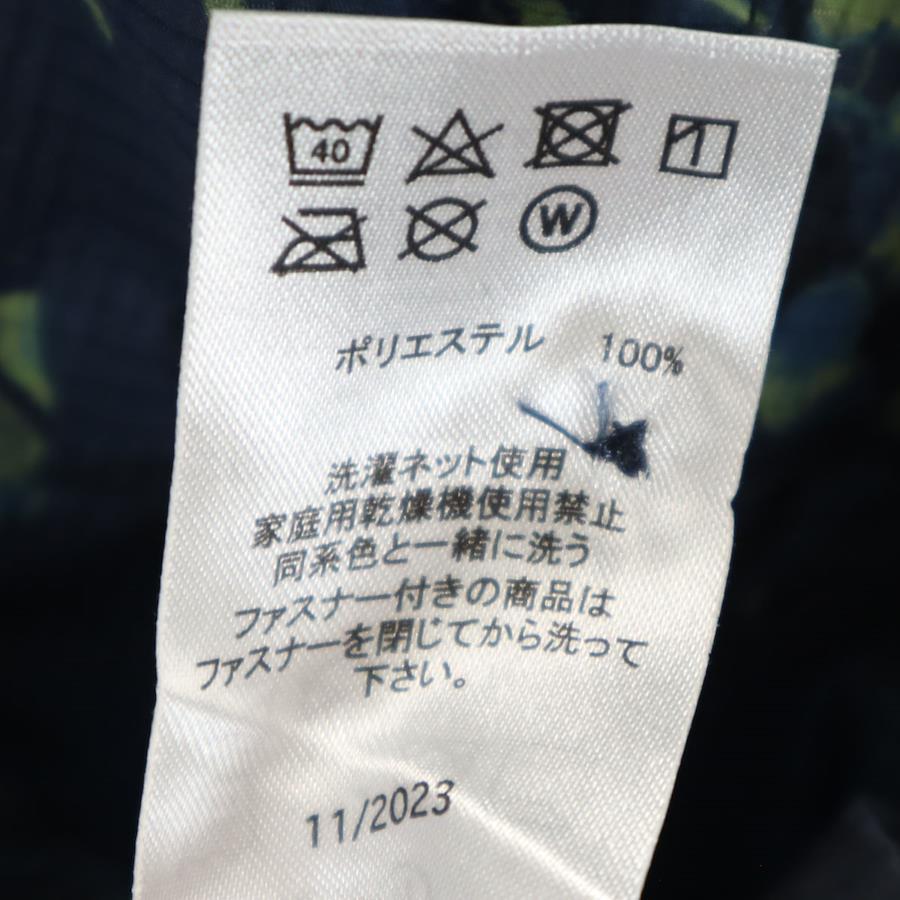 40
W
ポリエステル 100%
洗濯ネット使用
家庭用乾燥機使用禁止
同系色と一緒に洗う
ファスナー付きの商品は
ファスナーを閉じてから洗って
下さい。
11/2023